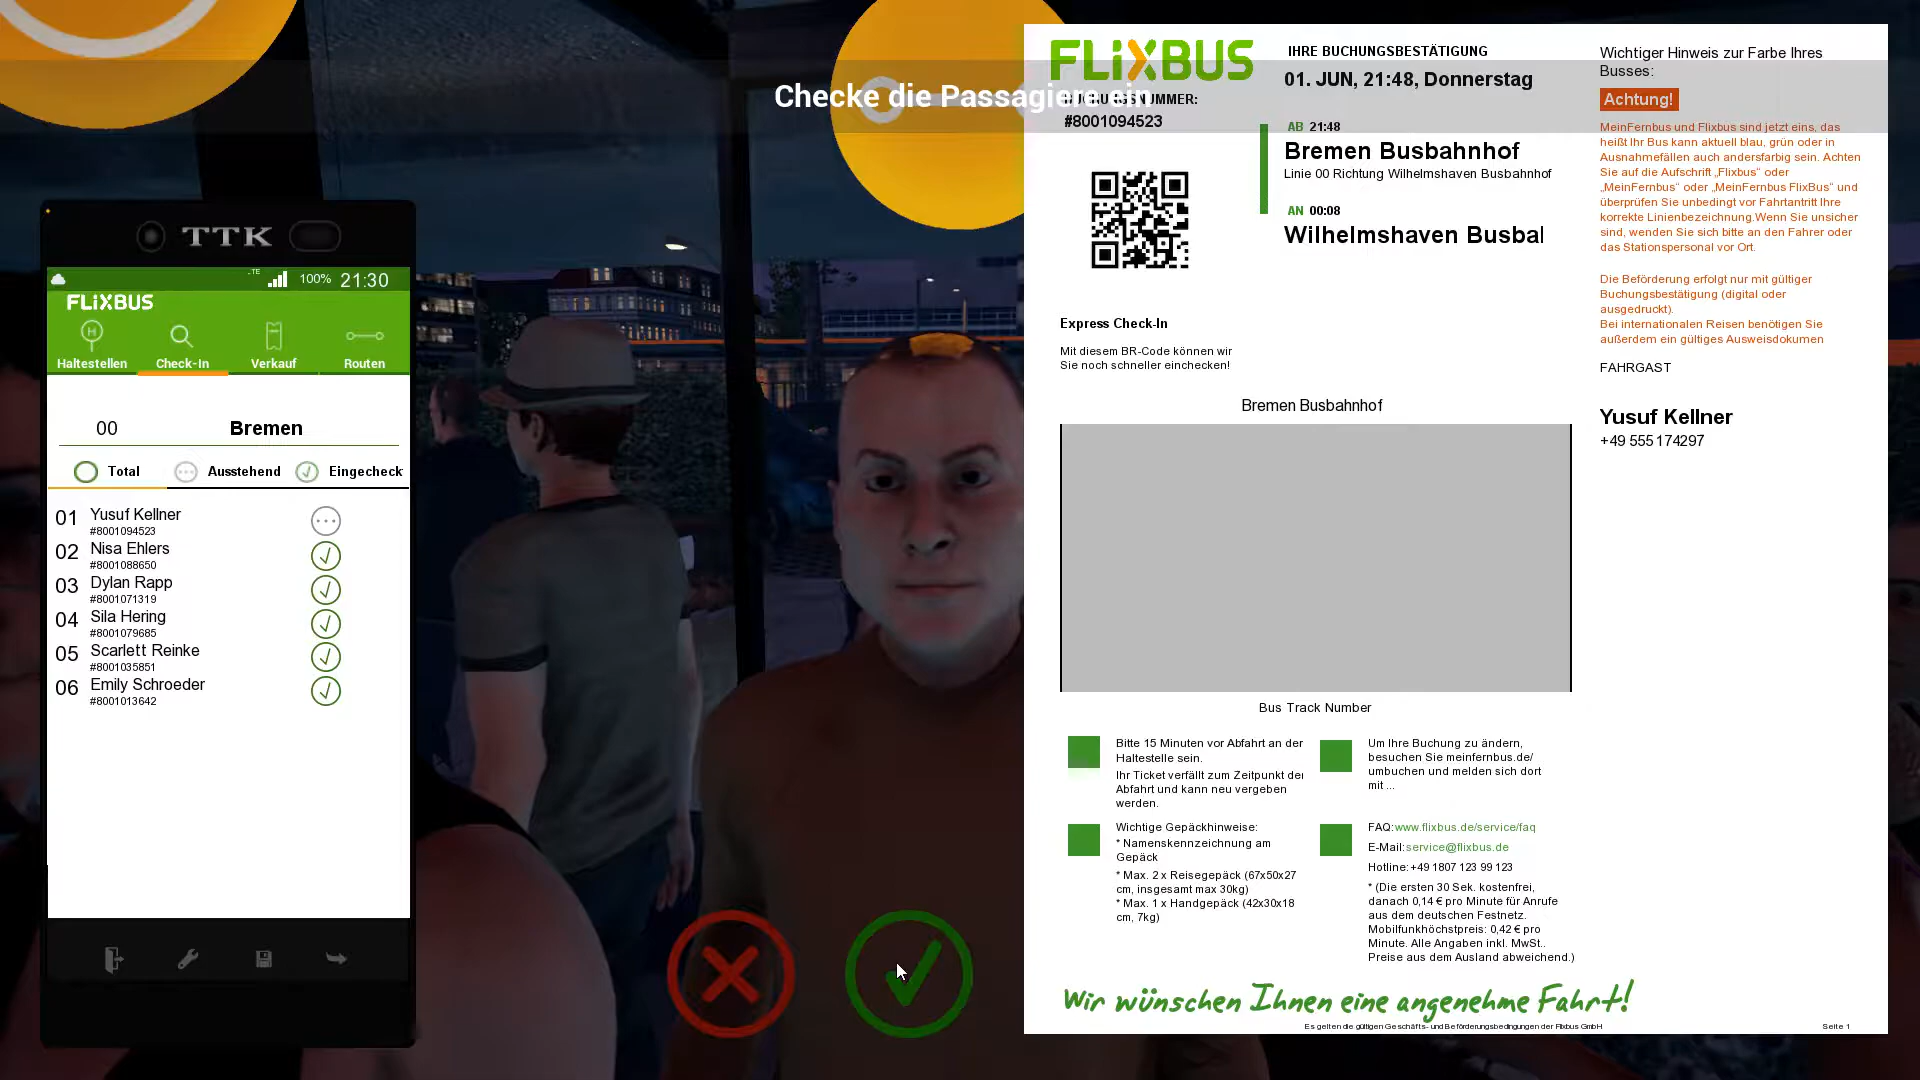 Checke die Passagiere ein
TTK
LTE
100%
21:30
FLiXBUS
Haltestellen
Check-In
Verkauf
Routen
00
Bremen
Total
Ausstehend
Eingecheck
01 Yusuf Kellner
#8001094523
02 Nisa Ehlers
#8001088650
03 Dylan Rapp
#8001071319
04 Sila Hering
#8001079685
05 Scarlett Reinke
#8001035851
06 Emily Schroeder
#8001013642
FLiXBUS
BUCHUNGSNUMMER:
#8001094523
IHRE BUCHUNGSBESTÄTIGUNG
01. JUN, 21:48, Donnerstag
AB 21:48
Bremen Busbahnhof
Linie 00 Richtung Wilhelmshaven Busbahnhof
AN 00:08
Wilhelmshaven Busbal
Express Check-In
Mit diesem BR-Code können wir
Sie noch schneller einchecken!
Bremen Busbahnhof
Bus Track Number
Bitte 15 Minuten vor Abfahrt an der
Haltestelle sein.
Ihr Ticket verfällt zum Zeitpunkt der
Abfahrt und kann neu vergeben
werden.
Um Ihre Buchung zu ändern,
besuchen Sie meinfernbus.de/
umbuchen und melden sich dort
mit ...
Wichtige Gepäckhinweise:
* Namenskennzeichnung am
Gepäck
* Max. 2 x Reisegepäck (67x50x27
cm, insgesamt max 30kg)
* Max. 1 x Handgepäck (42x30x18
cm, 7kg)
FAQ: www.flixbus.de/service/faq
E-Mail: service@flixbus.de
Hotline: +49 1807 123 99 123
* (Die ersten 30 Sek. kostenfrei,
danach 0,14 € pro Minute für Anrufe
aus dem deutschen Festnetz.
Mobilfunkhöchstpreis: 0,42 € pro
Minute. Alle Angaben inkl. MwSt..
Preise aus dem Ausland abweichend.)
Wir wünschen Ihnen eine angenehme Fahrt!
Es gelten die gültigen Geschäfts- und Beförderungsbedingungen der Flixbus GmbH
Seite 1
Wichtiger Hinweis zur Farbe Ihres
Busses:
Achtung!
MeinFernbus und Flixbus sind jetzt eins, das
heißt Ihr Bus kann aktuell blau, grün oder in
Ausnahmefällen auch andersfarbig sein. Achten
Sie auf die Aufschrift „Flixbus“ oder
„MeinFernbus“ oder „MeinFernbus FlixBus“ und
überprüfen Sie unbedingt vor Fahrtantritt Ihre
korrekte Linienbezeichnung.Wenn Sie unsicher
sind, wenden Sie sich bitte an den Fahrer oder
das Stationspersonal vor Ort.
Die Beförderung erfolgt nur mit gültiger
Buchungsbestätigung (digital oder
ausgedruckt).
Bei internationalen Reisen benötigen Sie
außerdem ein gültiges Ausweisdokumen
FAHRGAST
Yusuf Kellner
+49 555 174297